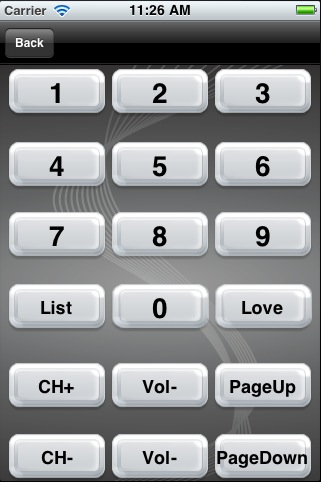 Carrier 11:26 AM
Back
1 2 3
4 5 6
7 8 9
List 0 Love
CH+ Vol- PageUp
CH- Vol- PageDown